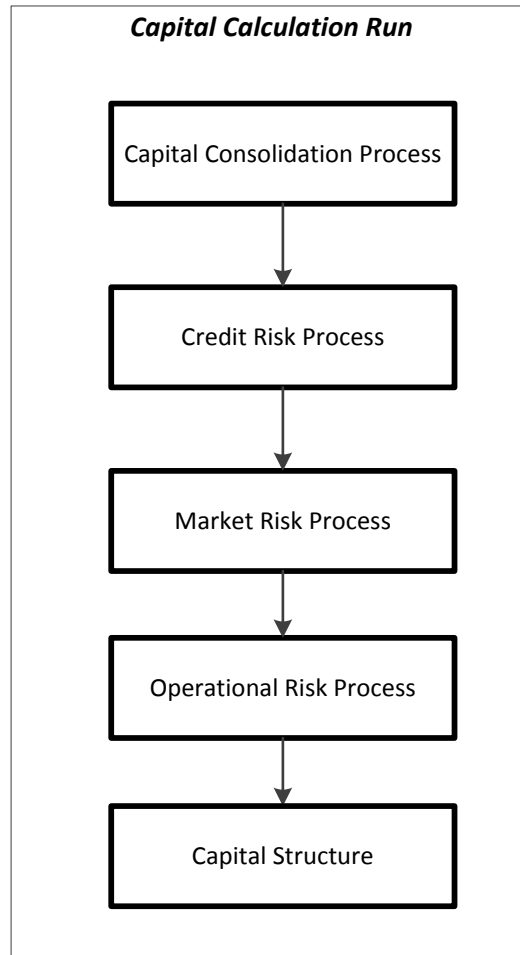 Capital Calculation Run
Capital Consolidation Process
Credit Risk Process
Market Risk Process
Operational Risk Process
Capital Structure